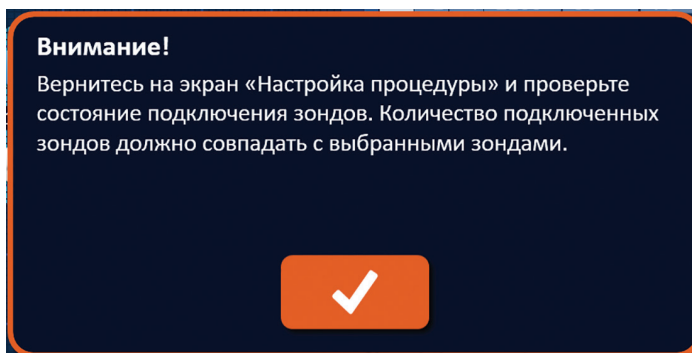 Внимание!
Вернитесь на экран «Настройка процедуры» и проверьте
состояние подключения зондов. Количество подключенных
зондов должно совпадать с выбранными зондами.